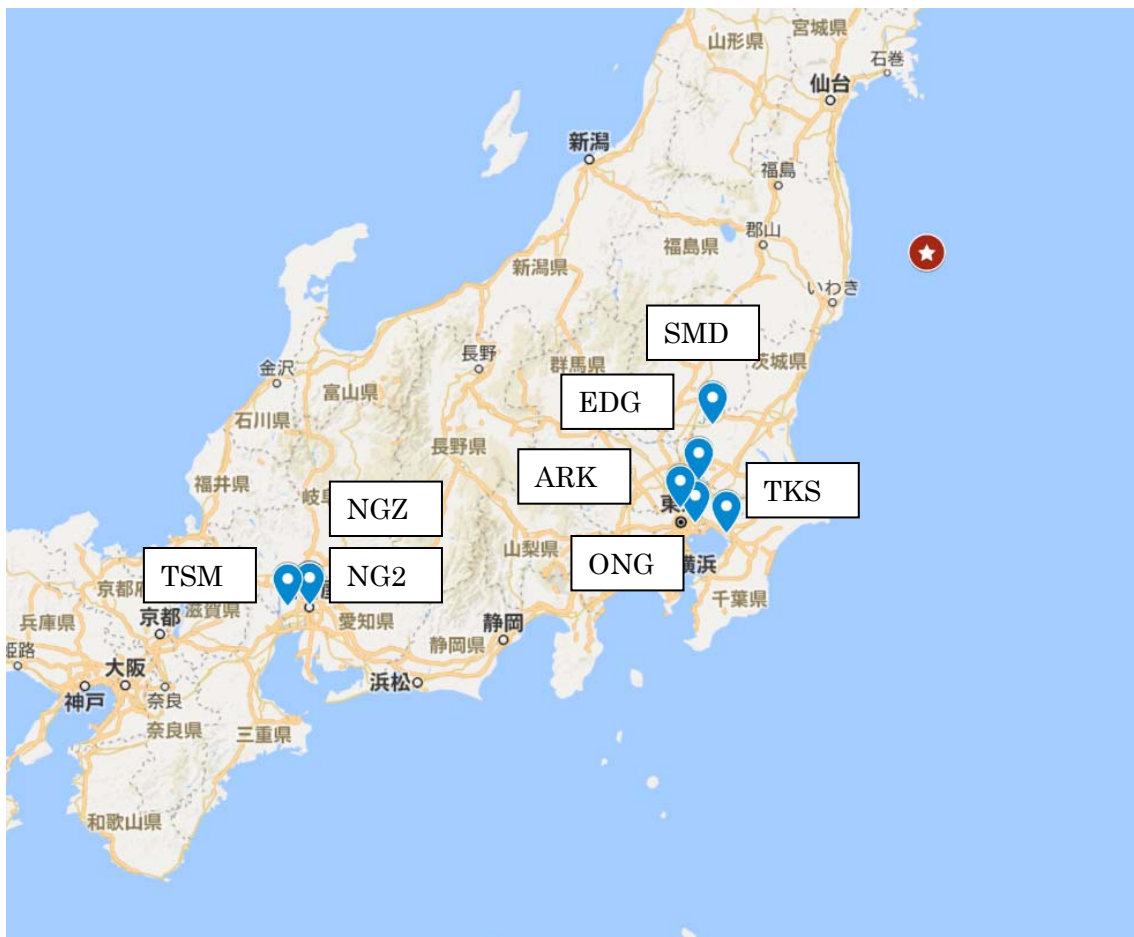 宮城県
山形県
石巻
仙台
新潟
福島
郡山
福島県
新潟県
いわき
SMD
長野
群馬県
茨城県
金沢
富山県
EDG
石川県
長野県
福井県
ARK
TKS
岐阜
NGZ
東
山梨県
ONG
横浜
TSM
NG2
京都府
滋賀県
千葉県
兵庫県
京都
愛知県
静岡
静岡県
姫路
大阪
浜松
神戸
奈良
奈良県
三重県
和歌山県